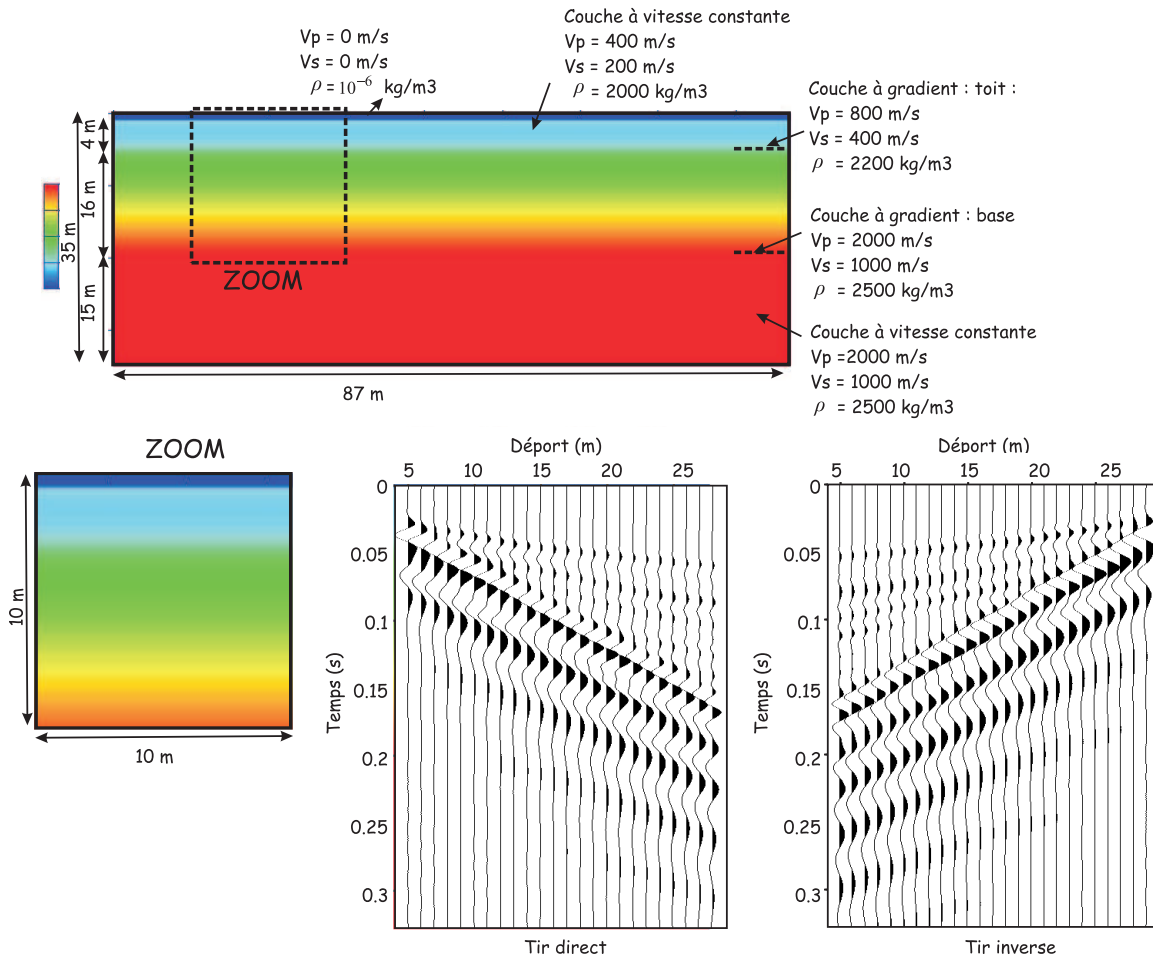 Vp = 0 m/s
Vs = 0 m/s
ρ = 10⁻⁶ kg/m3
Couche à vitesse constante
Vp = 400 m/s
Vs = 200 m/s
ρ = 2000 kg/m3
Couche à gradient : toit :
Vp = 800 m/s
Vs = 400 m/s
ρ = 2200 kg/m3
Couche à gradient : base
Vp = 2000 m/s
Vs = 1000 m/s
ρ = 2500 kg/m3
Couche à vitesse constante
Vp =2000 m/s
Vs = 1000 m/s
ρ = 2500 kg/m3
4 m
16 m
35 m
15 m
ZOOM
87 m
ZOOM
10 m
10 m
Déport (m)
5 10 15 20 25
0
0.05
0.1
0.15
0.2
0.25
0.3
Temps (s)
Tir direct
Déport (m)
5 10 15 20 25
0
0.05
0.1
0.15
0.2
0.25
0.3
Temps (s)
Tir inverse